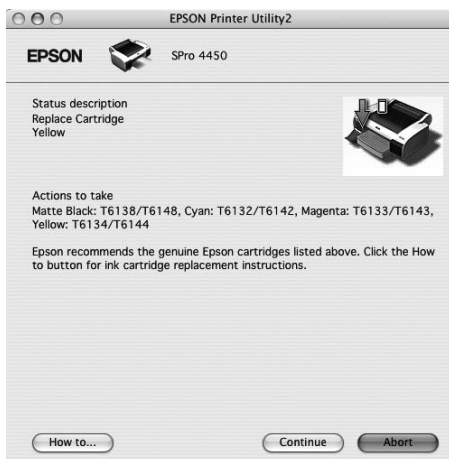 EPSON Printer Utility2
EPSON
SPro 4450
Status description
Replace Cartridge
Yellow
Actions to take
Matte Black: T6138/T6148, Cyan: T6132/T6142, Magenta: T6133/T6143,
Yellow: T6134/T6144
Epson recommends the genuine Epson cartridges listed above. Click the How
to button for ink cartridge replacement instructions.
How to...
Continue
Abort